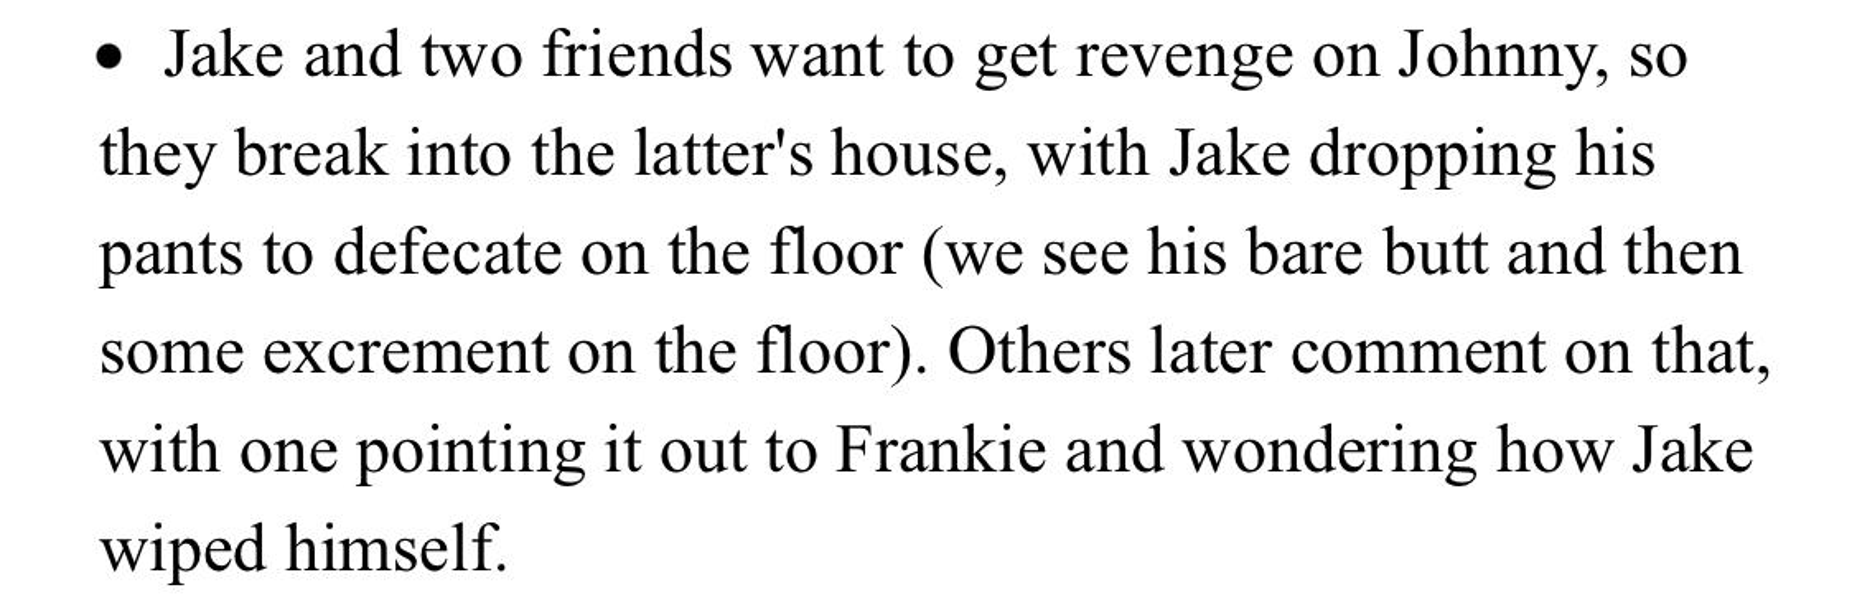 • Jake and two friends want to get revenge on Johnny, so
they break into the latter's house, with Jake dropping his
pants to defecate on the floor (we see his bare butt and then
some excrement on the floor). Others later comment on that,
with one pointing it out to Frankie and wondering how Jake
wiped himself.